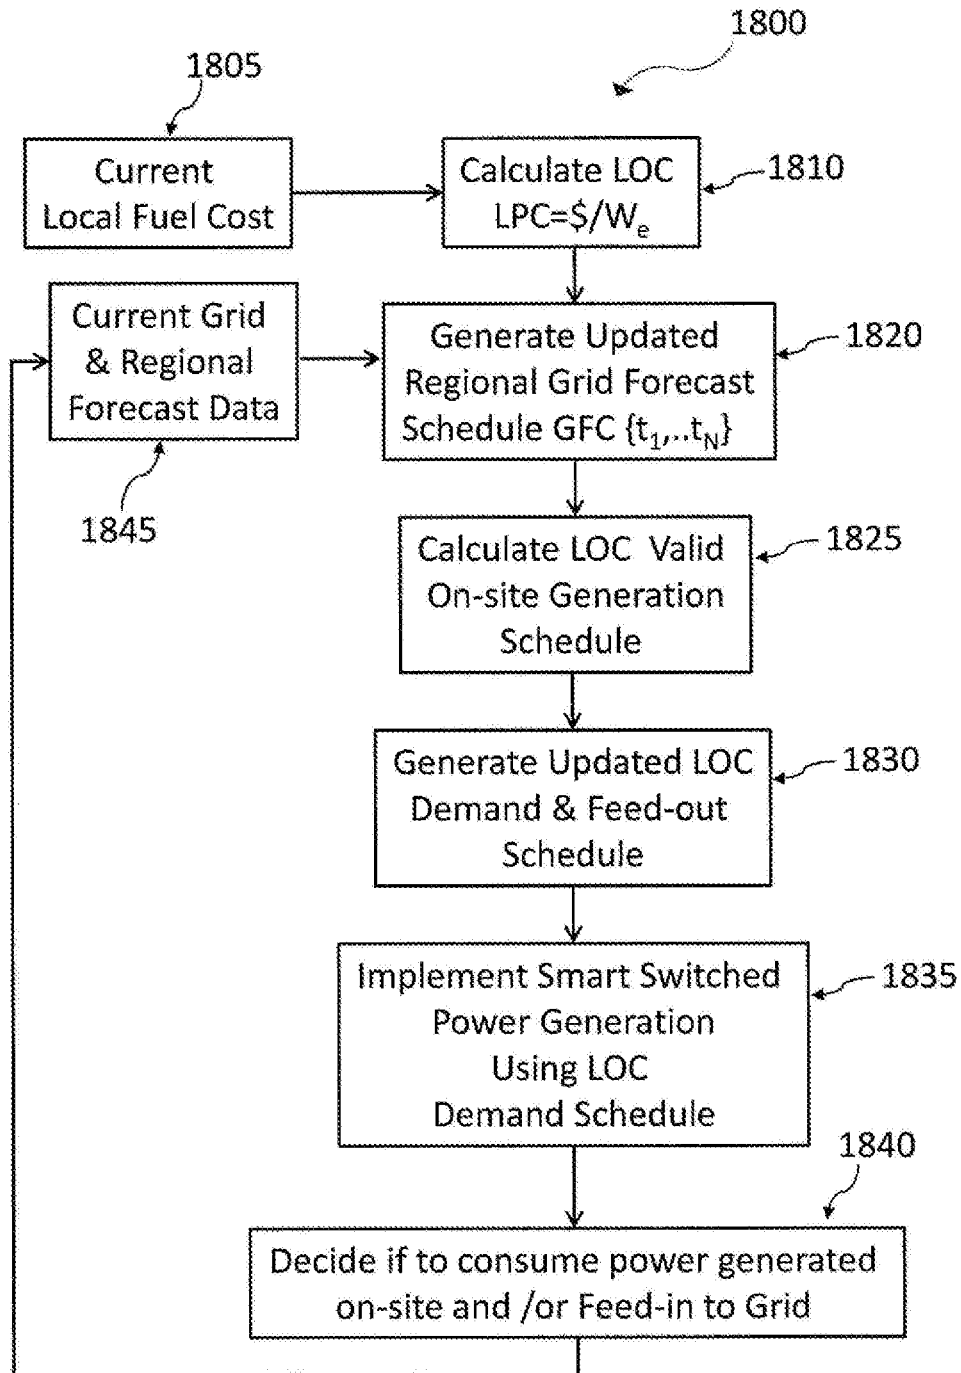 1800
1805
Current
Local Fuel Cost
Calculate LOC
LPC=$/We
1810
Current Grid
& Regional
Forecast Data
1845
Generate Updated
Regional Grid Forecast
Schedule GFC {t1,..tN}
1820
Calculate LOC Valid
On-site Generation
Schedule
1825
Generate Updated LOC
Demand & Feed-out
Schedule
1830
Implement Smart Switched
Power Generation
Using LOC
Demand Schedule
1835
1840
Decide if to consume power generated
on-site and /or Feed-in to Grid